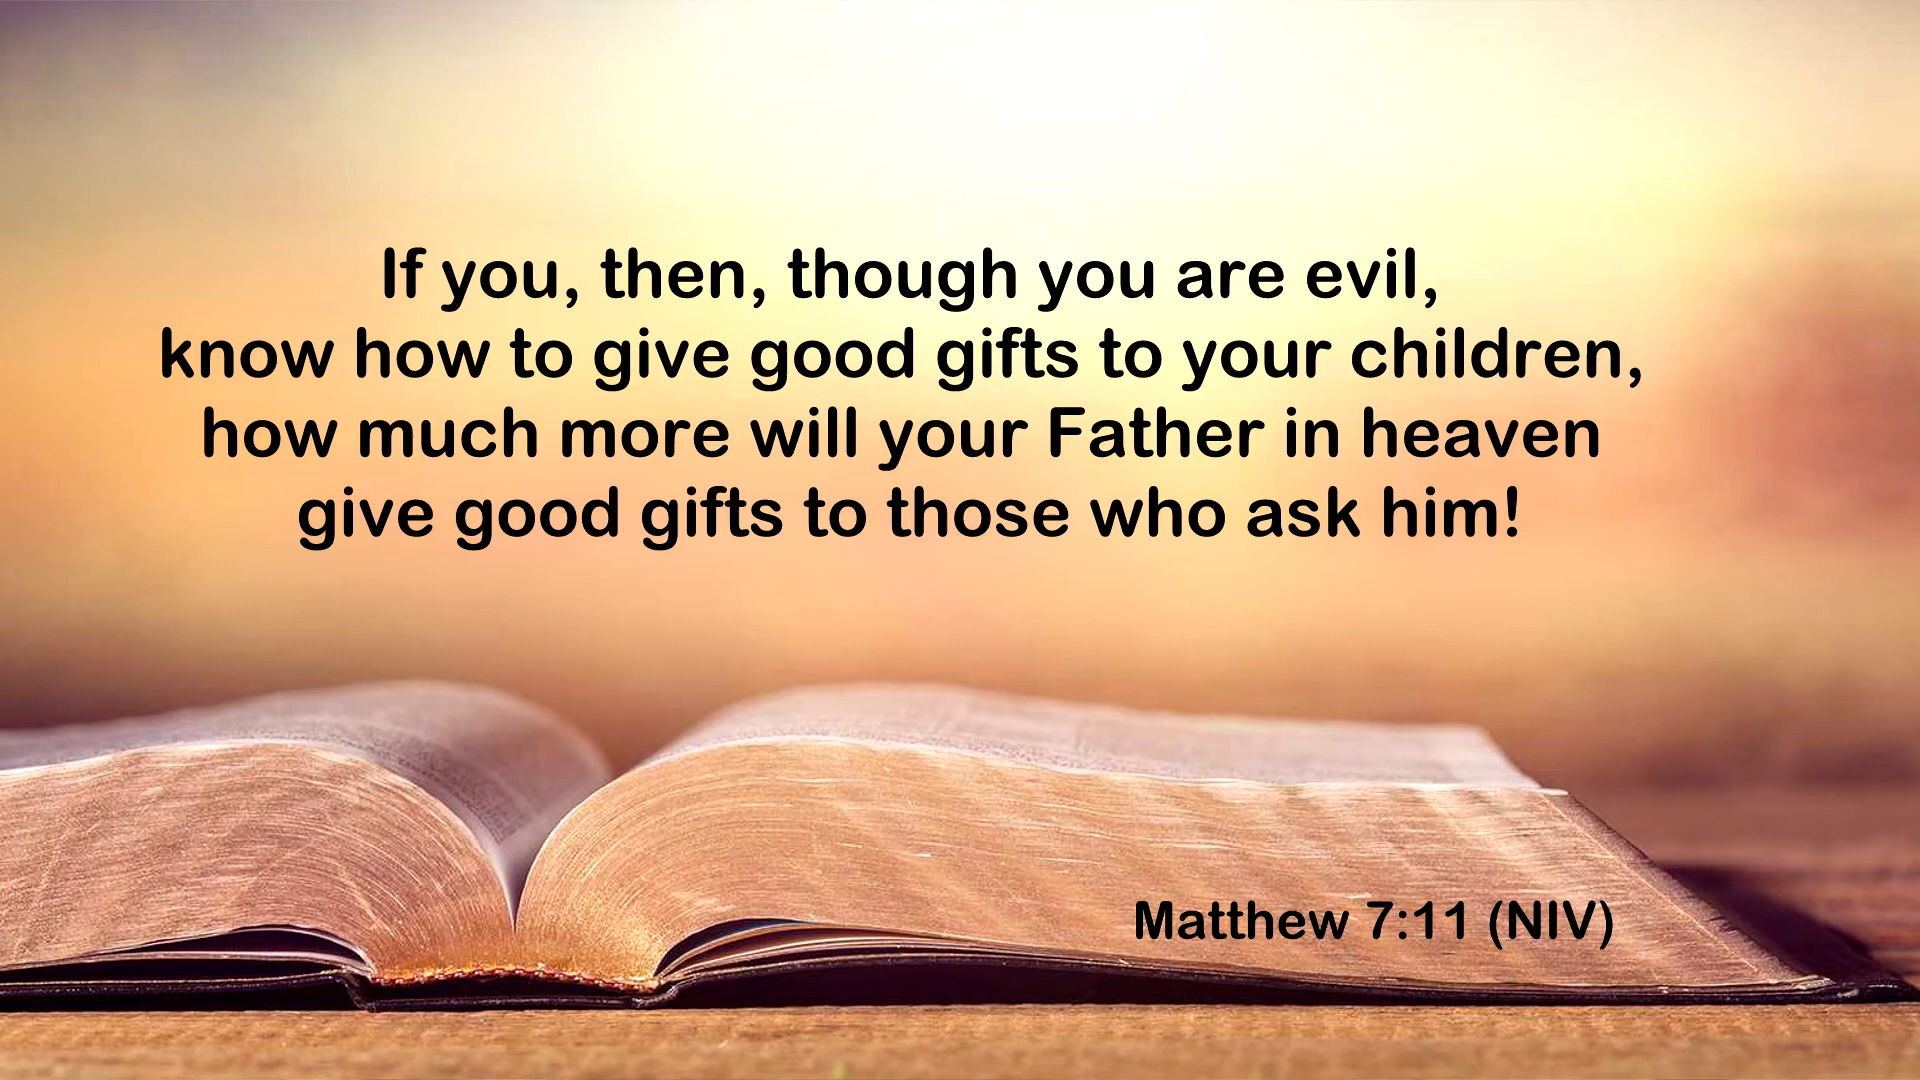 If you, then, though you are evil,
know how to give good gifts to your children,
how much more will your Father in heaven
give good gifts to those who ask him!
Matthew 7:11 (NIV)